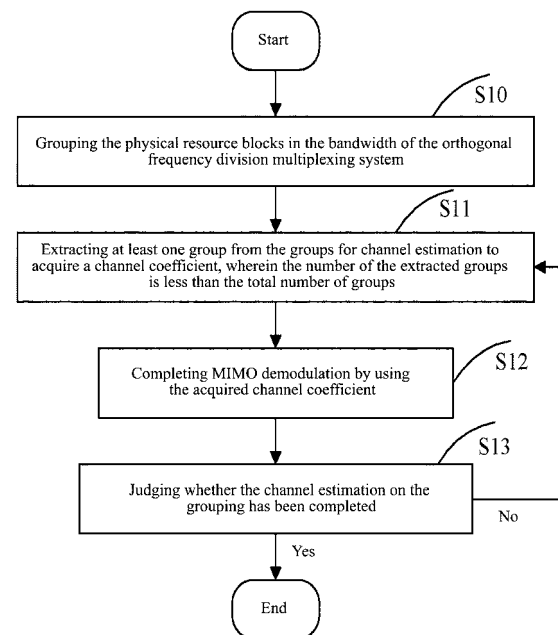 Start
S10
Grouping the physical resource blocks in the bandwidth of the orthogonal
frequency division multiplexing system
S11
Extracting at least one group from the groups for channel estimation to
acquire a channel coefficient, wherein the number of the extracted groups
is less than the total number of groups
S12
Completing MIMO demodulation by using
the acquired channel coefficient
S13
Judging whether the channel estimation on the
grouping has been completed
No
Yes
End